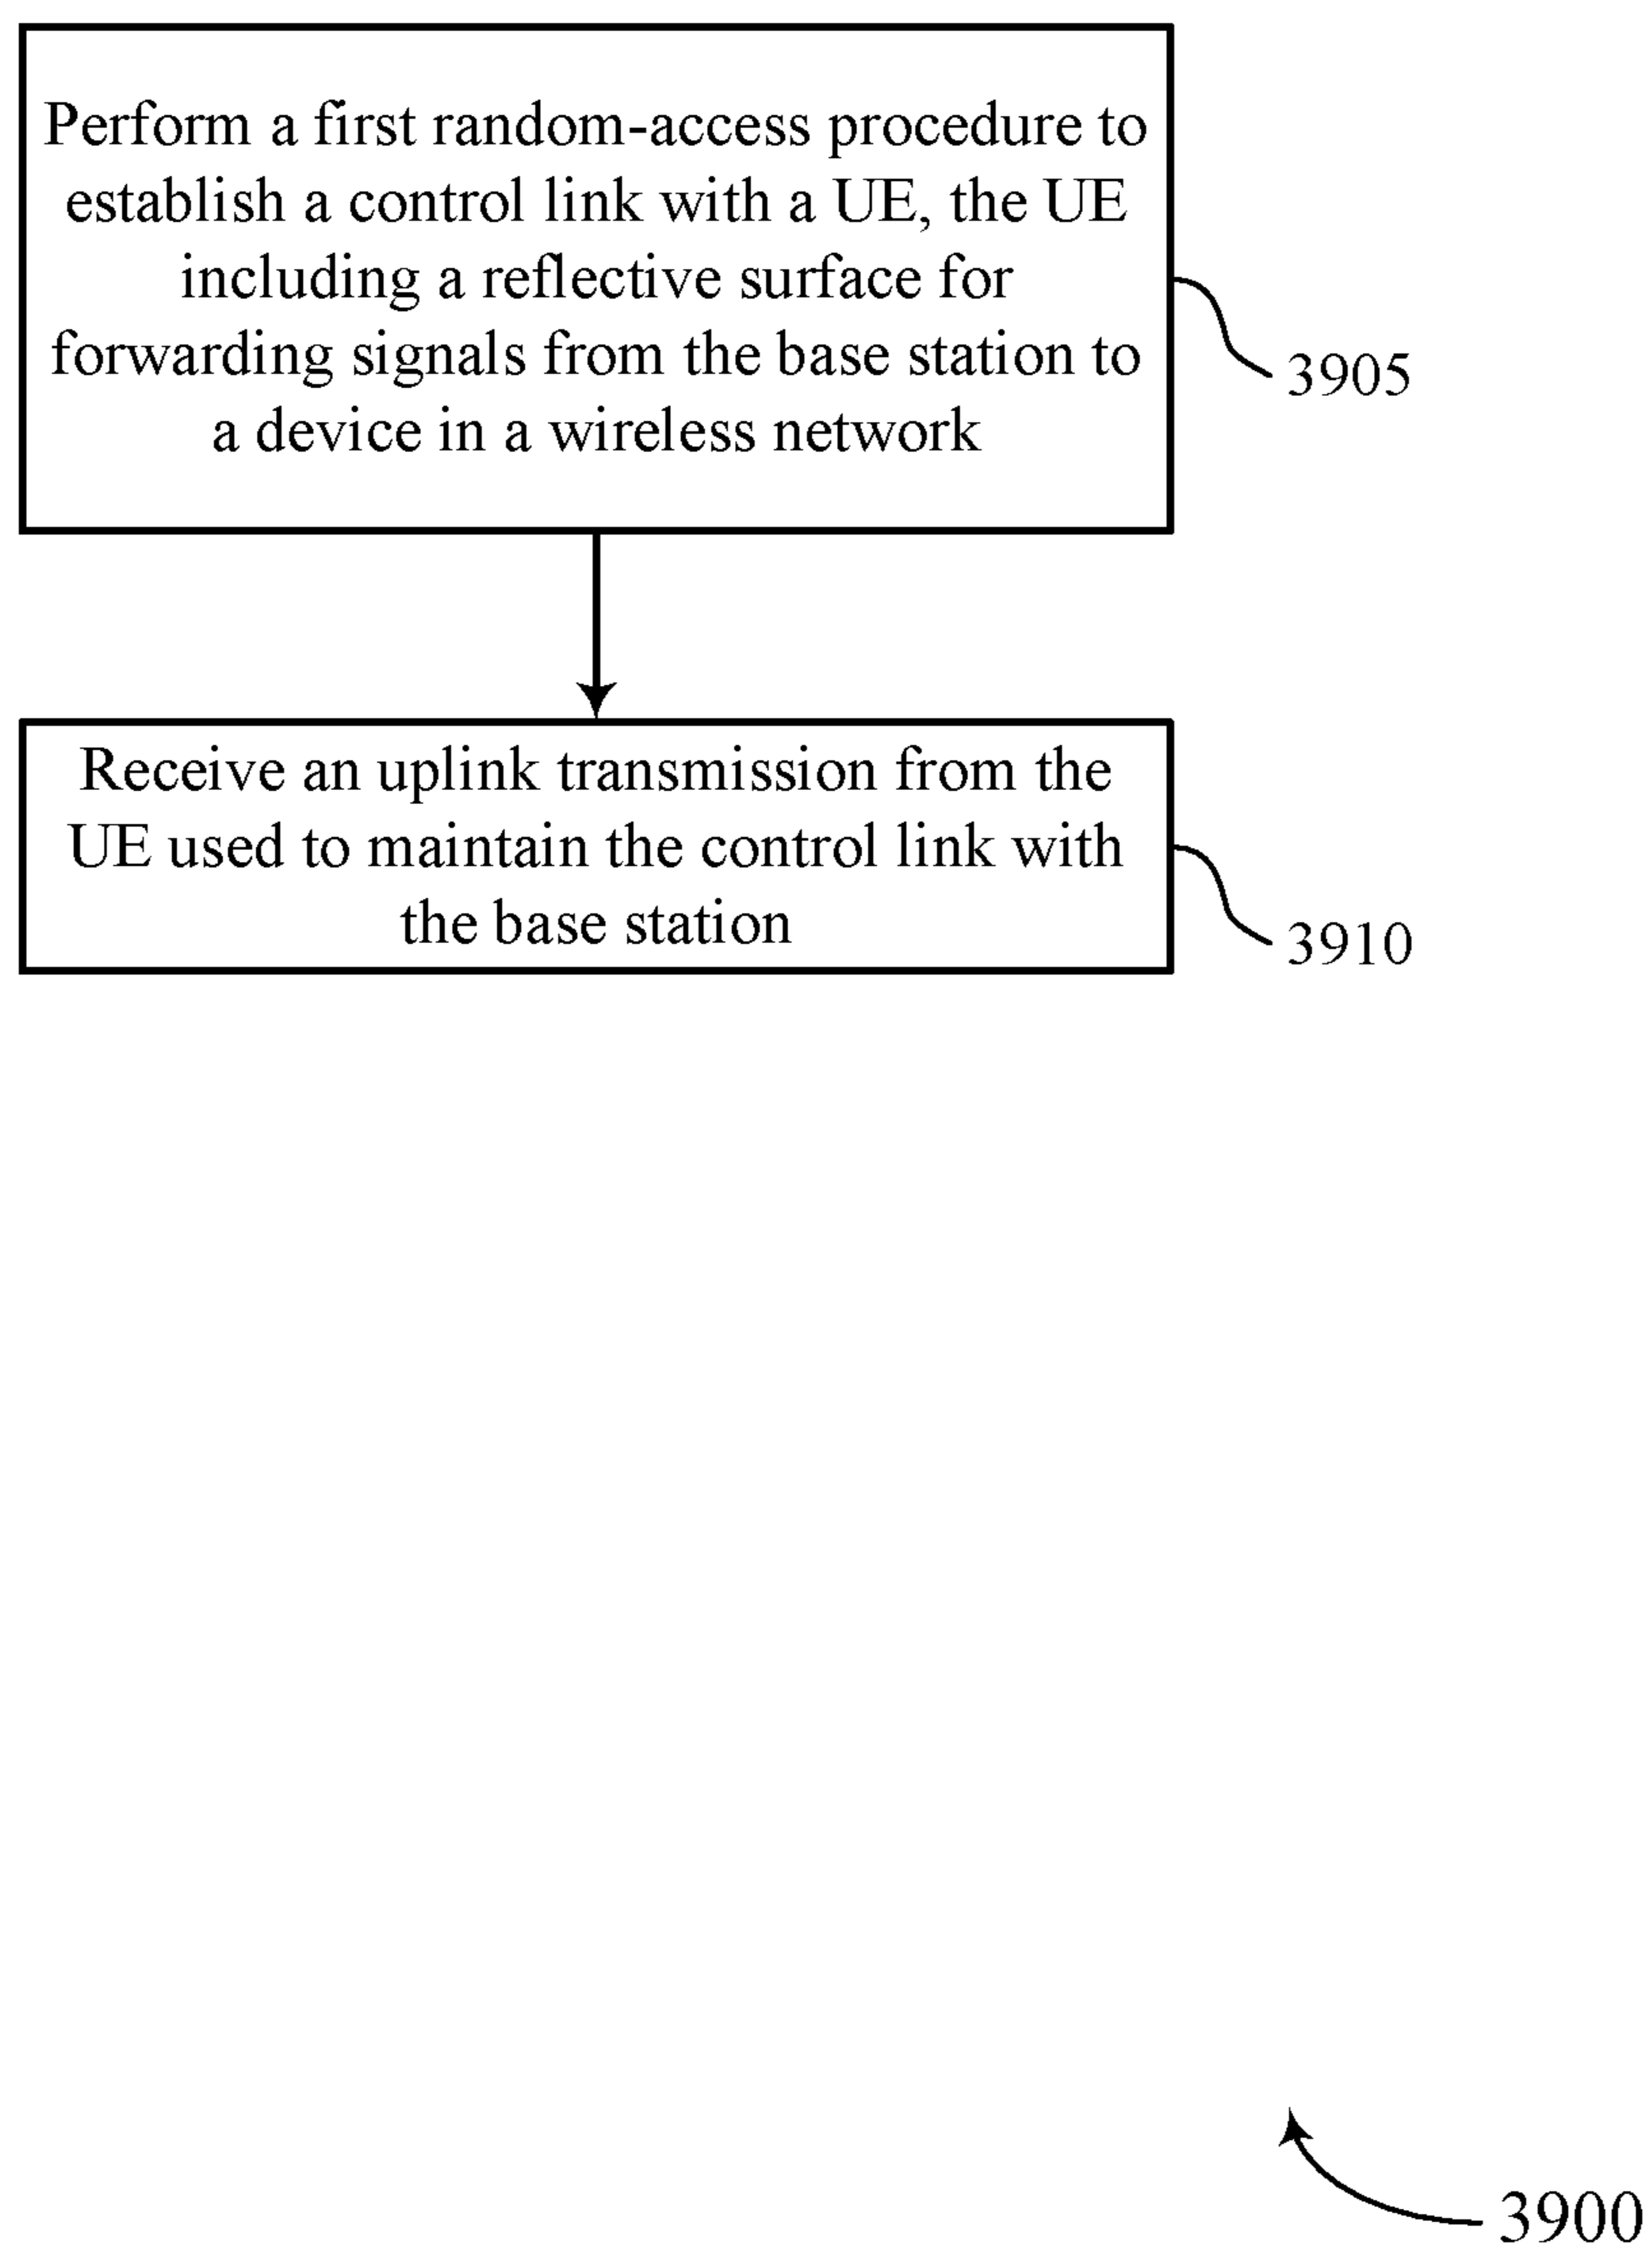 Perform a first random-access procedure to
establish a control link with a UE, the UE
including a reflective surface for
forwarding signals from the base station to
a device in a wireless network
3905
Receive an uplink transmission from the
UE used to maintain the control link with
the base station
3910
3900